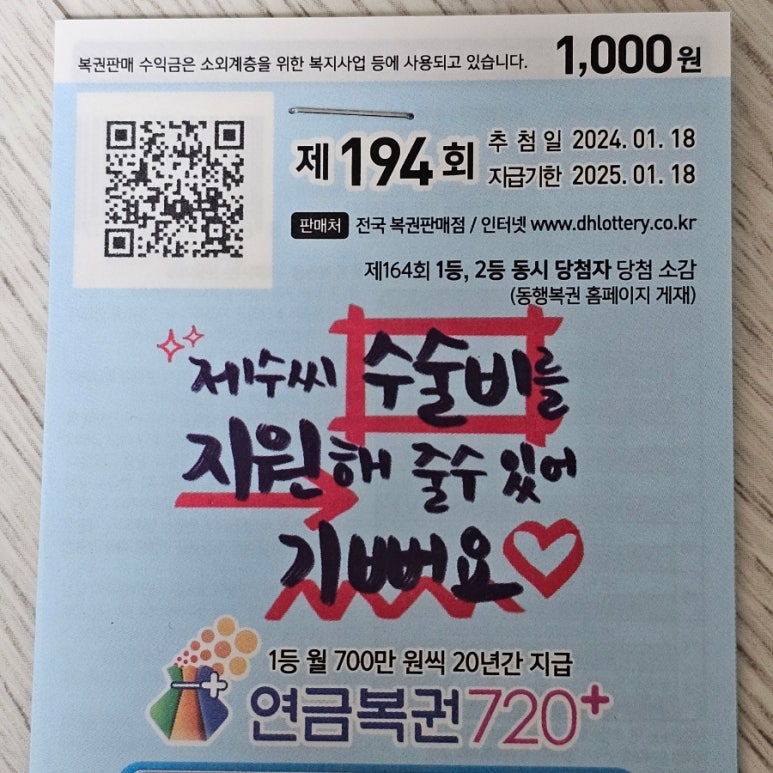 복권판매 수익금은 소외계층을 위한 복지사업 등에 사용되고 있습니다. 1,000원
제194회
추 첨 일 2024. 01. 18
지급기한 2025. 01. 18
판매처 전국 복권판매점 / 인터넷 www.dhlottery.co.kr
제164회 1등, 2등 동시 당첨자 당첨 소감
(동행복권 홈페이지 게재)
제수씨 수술비를
지원해 줄수 있어
기뻐요
1등 월 700만 원씩 20년간 지급
연금복권720+